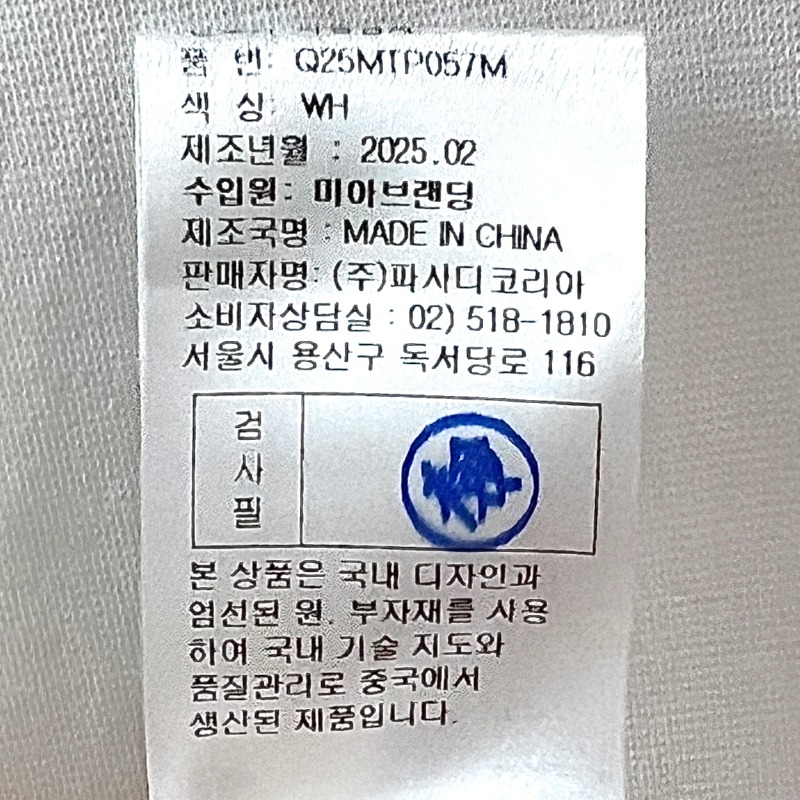 품 번: Q25MTP057M
색 상: WH
제조년월 : 2025.02
수입원: 미아브랜딩
제조국명 : MADE IN CHINA
판매자명: (주)파시디코리아
소비자상담실 : 02) 518-1810
서울시 용산구 독서당로 116
검
사
필
본 상품은 국내 디자인과
엄선된 원. 부자재를 사용
하여 국내 기술 지도와
품질관리로 중국에서
생산된 제품입니다.